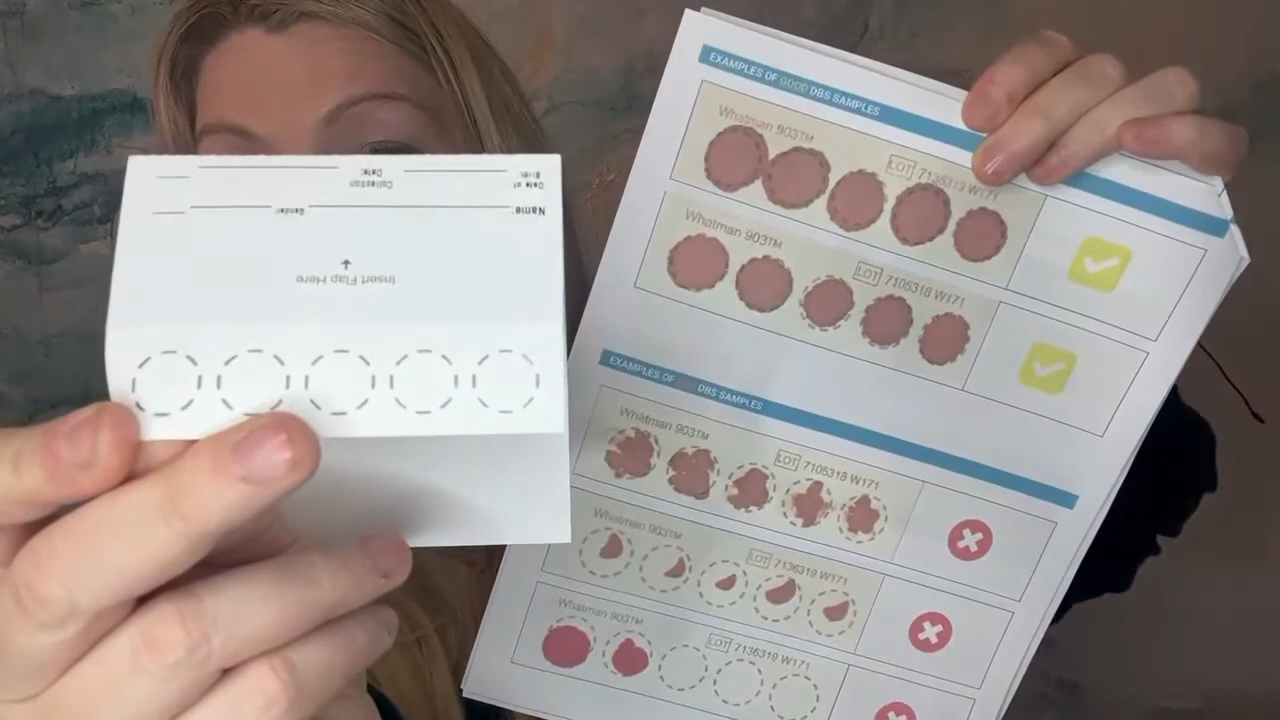 Name:
Gender:
Date of
Birth:
Collection
Date:
Insert Flap Here
EXAMPLES OF GOOD DBS SAMPLES
Whatman 903™
LOT 7135319 W171
Whatman 903™
LOT 7105318 W171
EXAMPLES OF DBS SAMPLES
Whatman 903™
LOT 7105318 W171
Whatman 903™
LOT 7136319 W171
Whatman 903™
LOT 7136319 W171